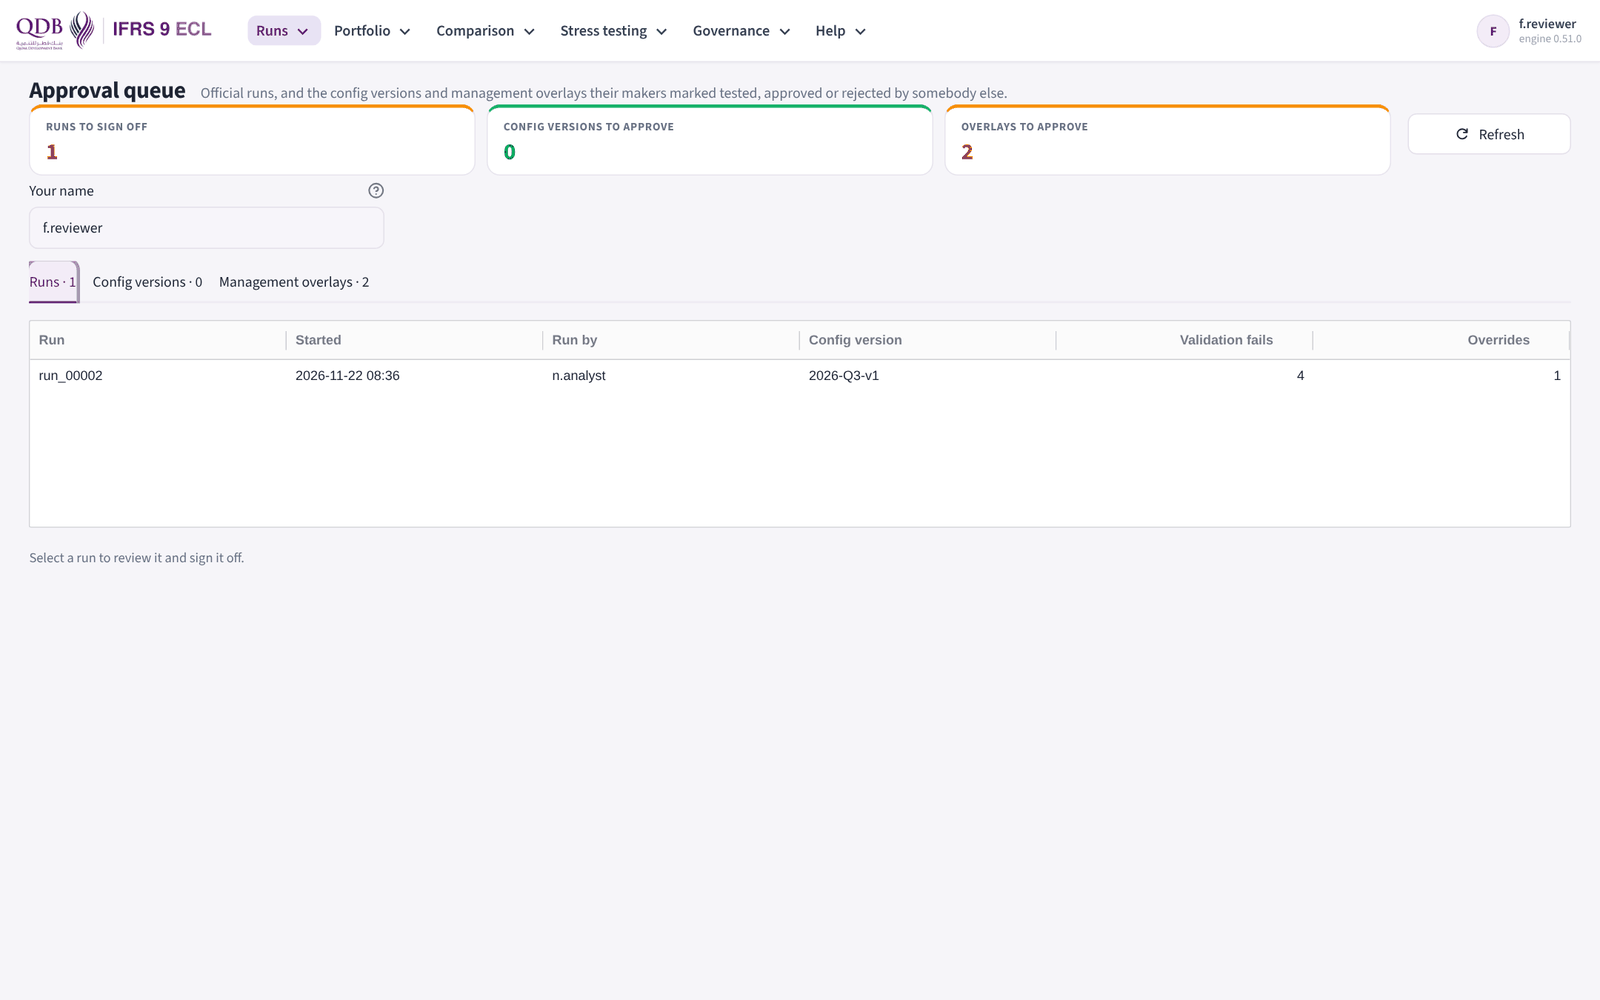 QDB
IFRS 9 ECL
Runs
Portfolio
Comparison
Stress testing
Governance
Help
F
f.reviewer
engine 0.51.0
Approval queue
Official runs, and the config versions and management overlays their makers marked tested, approved or rejected by somebody else.
RUNS TO SIGN OFF
1
CONFIG VERSIONS TO APPROVE
0
OVERLAYS TO APPROVE
2
Refresh
Your name
?
f.reviewer
Runs · 1
Config versions · 0
Management overlays · 2
Run Started Run by Config version Validation fails Overrides
run_00002 2026-11-22 08:36 n.analyst 2026-Q3-v1 4 1
Select a run to review it and sign it off.